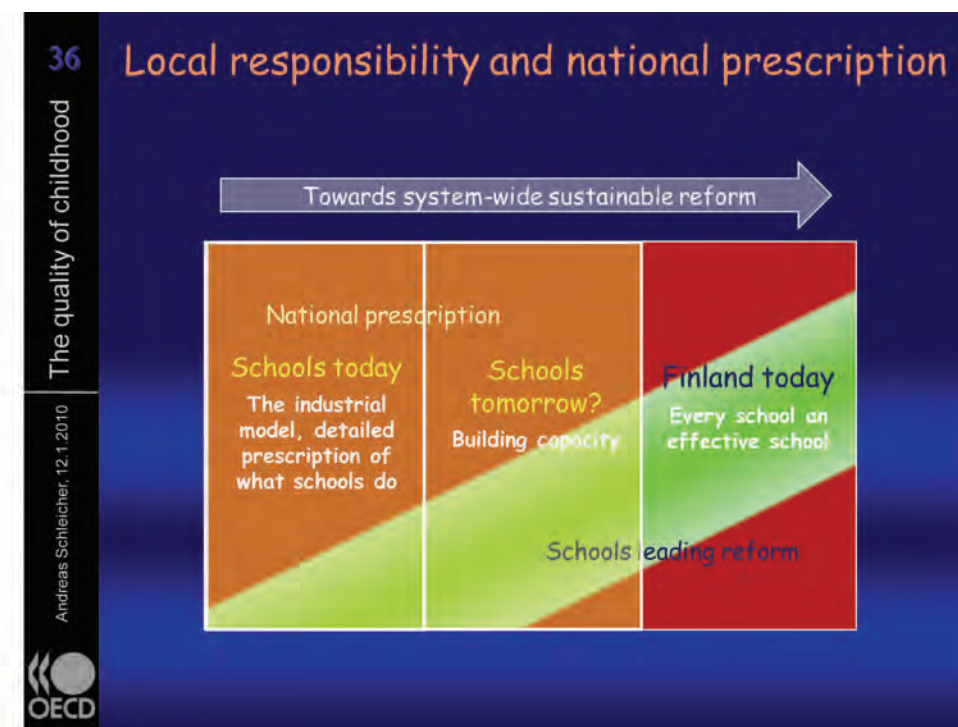 36
Local responsibility and national prescription
The quality of childhood
Andreas Schleicher, 12.1.2010
OECD
Towards system-wide sustainable reform
National prescription
Schools today
The industrial
model, detailed
prescription of
what schools do
Schools
tomorrow?
Building capacity
Finland today
Every school an
effective school
Schools leading reform